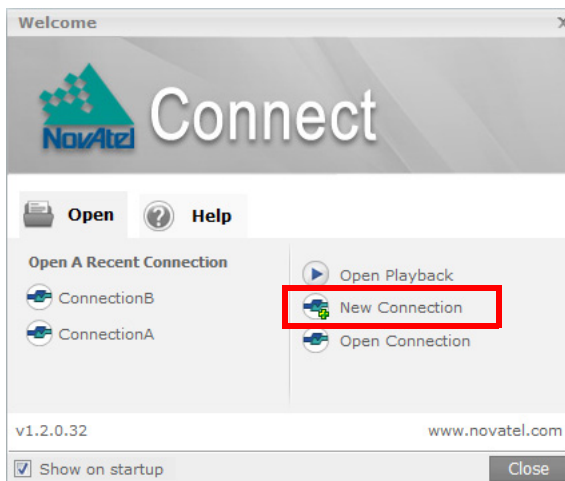 Welcome
X
NovAtel
Connect
Open
Help
Open A Recent Connection
ConnectionB
ConnectionA
Open Playback
New Connection
Open Connection
v1.2.0.32
www.novatel.com
Show on startup
Close